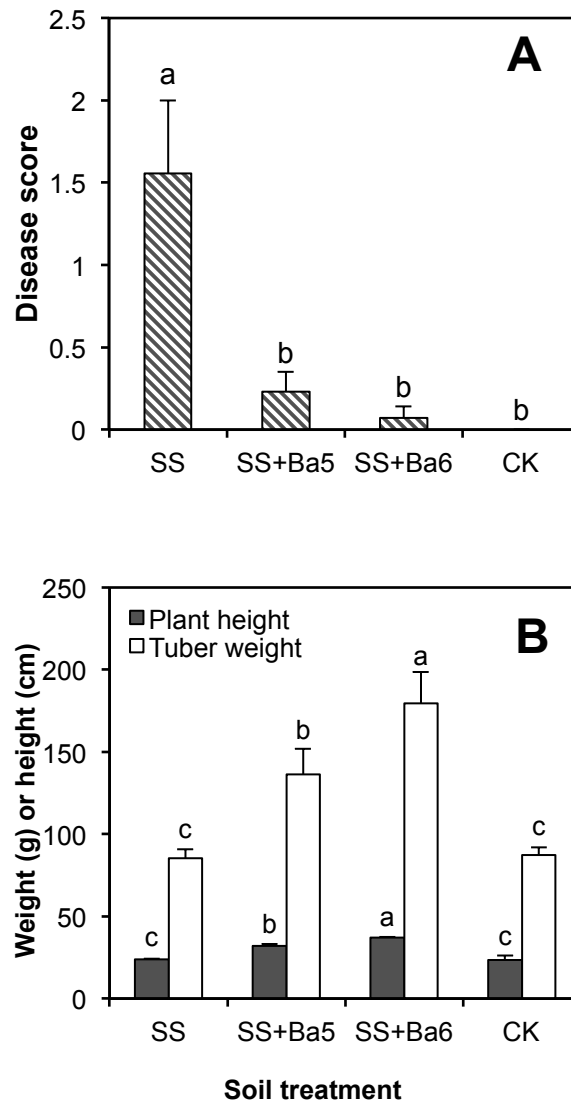 A
Disease score
2.5
2
1.5
1
0.5
0
a
b
b
b
SS
SS+Ba5
SS+Ba6
CK
B
Weight (g) or height (cm)
250
200
150
100
50
0
Plant height
Tuber weight
c
c
b
b
a
a
c
c
SS
SS+Ba5
SS+Ba6
CK
Soil treatment